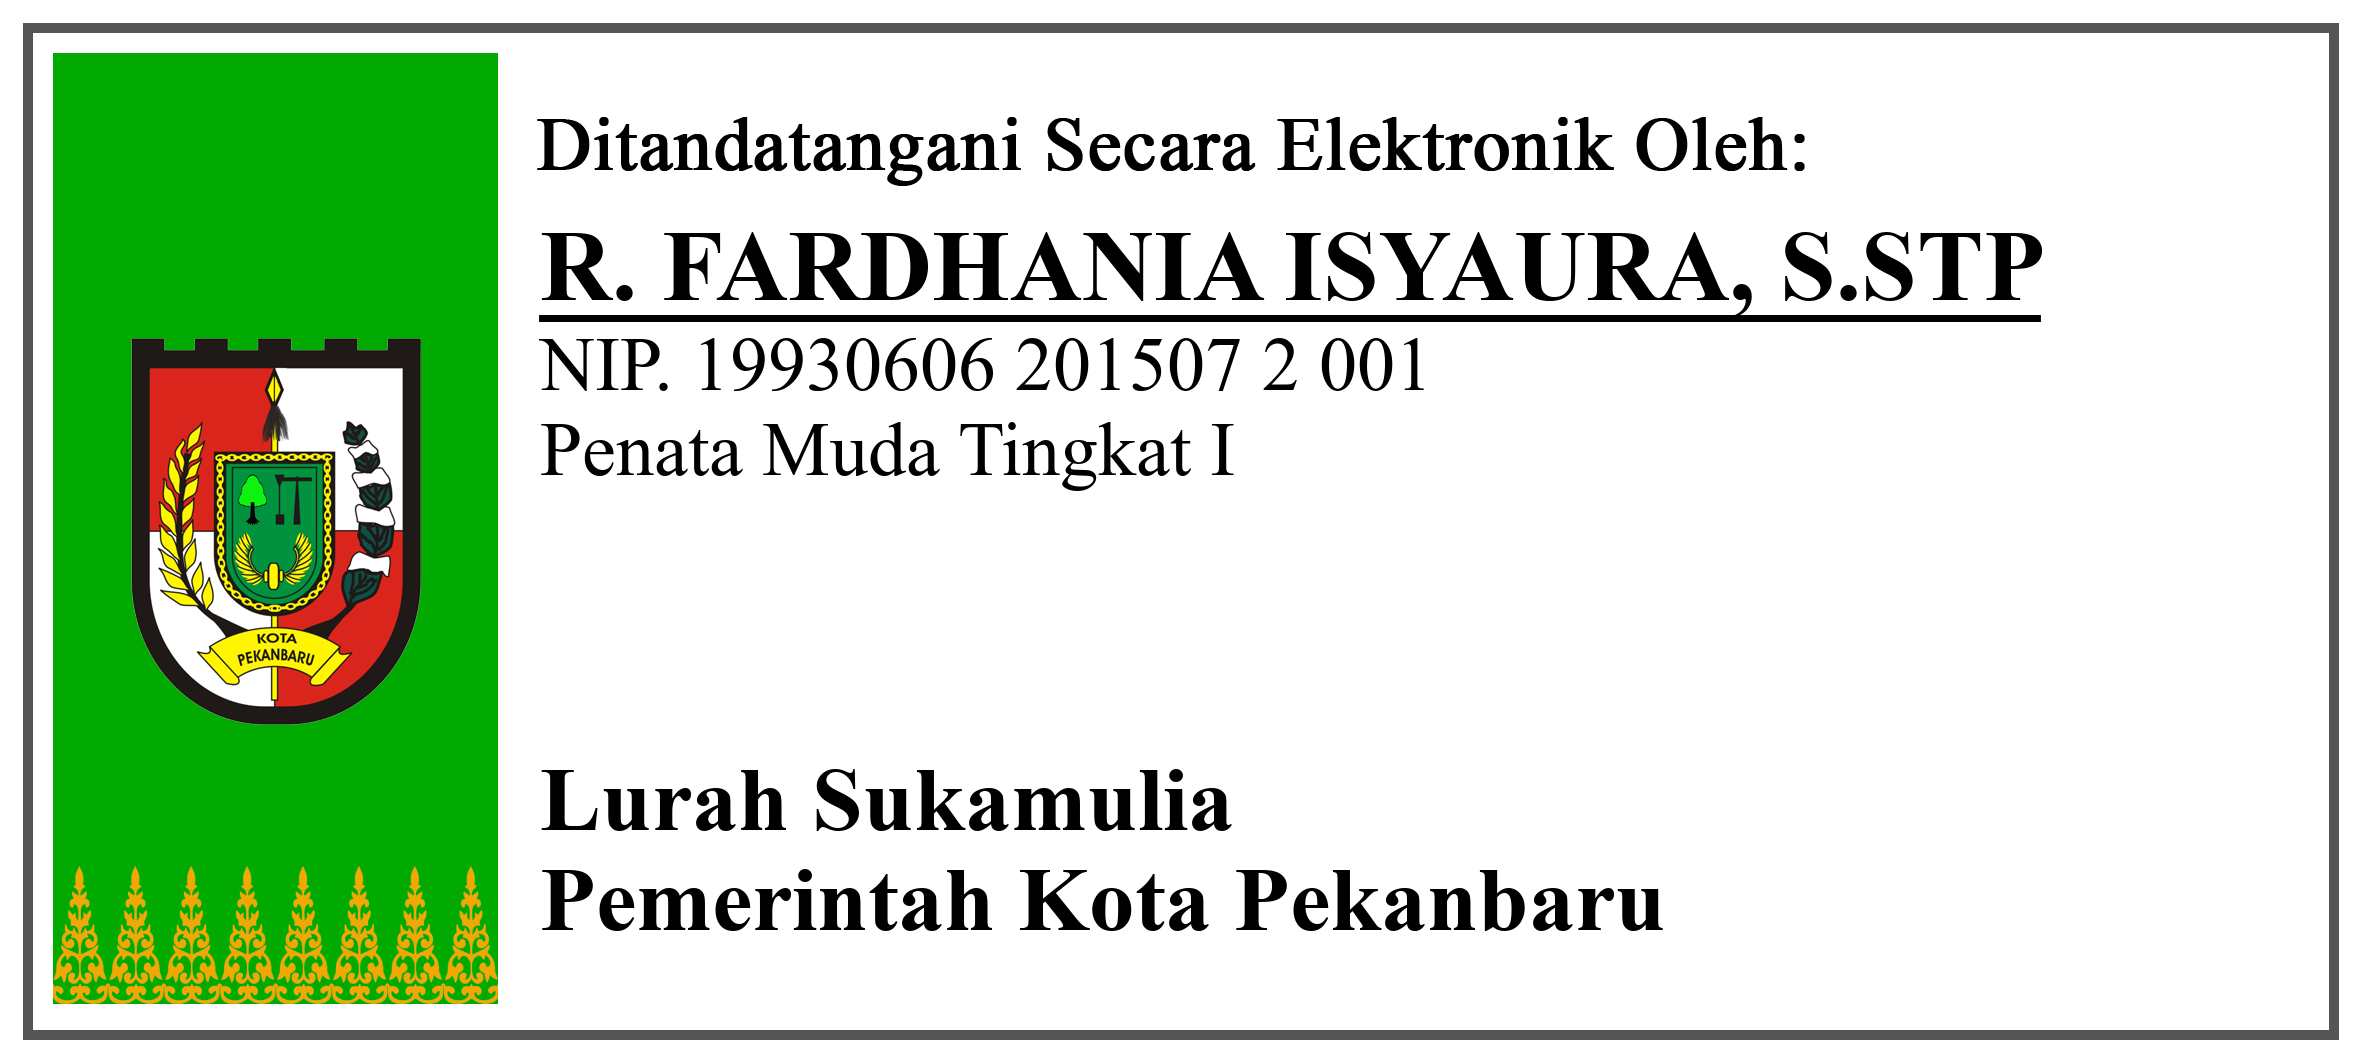 Ditandatangani Secara Elektronik Oleh:
R. FARDHANIA ISYAURA, S.STP
NIP. 19930606 201507 2 001
Penata Muda Tingkat I
KOTA
PEKANBARU
Lurah Sukamulia
Pemerintah Kota Pekanbaru